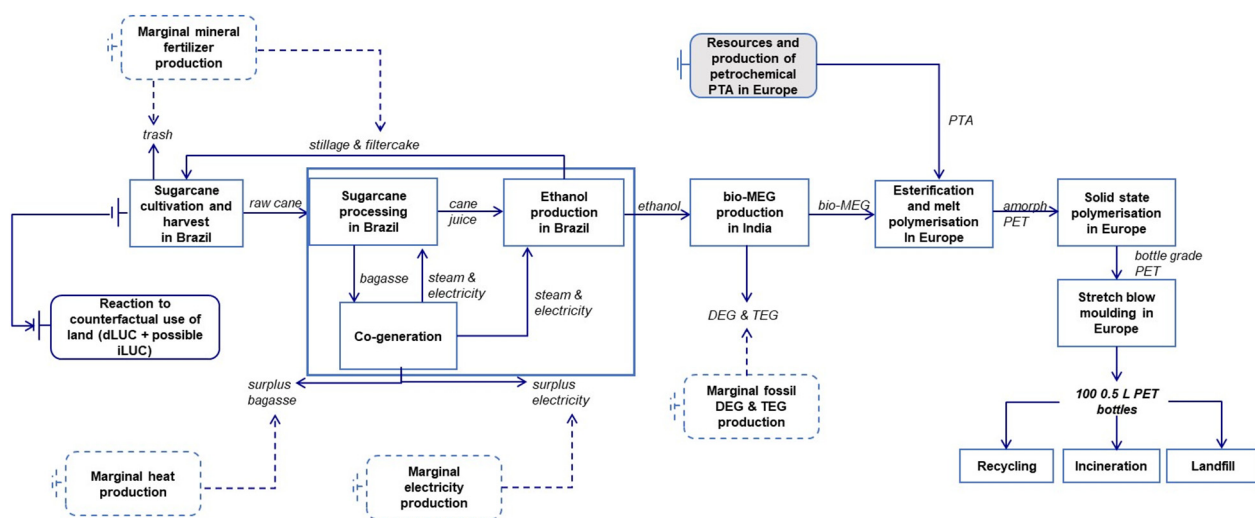 Marginal mineral
fertilizer
production
Resources and
production of
petrochemical
PTA in Europe
trash
stillage & filtercake
PTA
Sugarcane
cultivation and
harvest
in Brazil
raw cane
Sugarcane
processing
in Brazil
cane
juice
Ethanol
production
in Brazil
ethanol
bio-MEG
production
in India
bio-MEG
Esterification
and melt
polymerisation
In Europe
amorph
PET
Solid state
polymerisation
in Europe
bagasse
steam &
electricity
steam &
electricity
bottle grade
PET
Reaction to
counterfactual use of
land (dLUC + possible
iLUC)
Co-generation
DEG & TEG
Stretch blow
moulding in
Europe
surplus
bagasse
surplus
electricity
Marginal fossil
DEG & TEG
production
100 0.5 L PET
bottles
Marginal heat
production
Marginal
electricity
production
Recycling
Incineration
Landfill